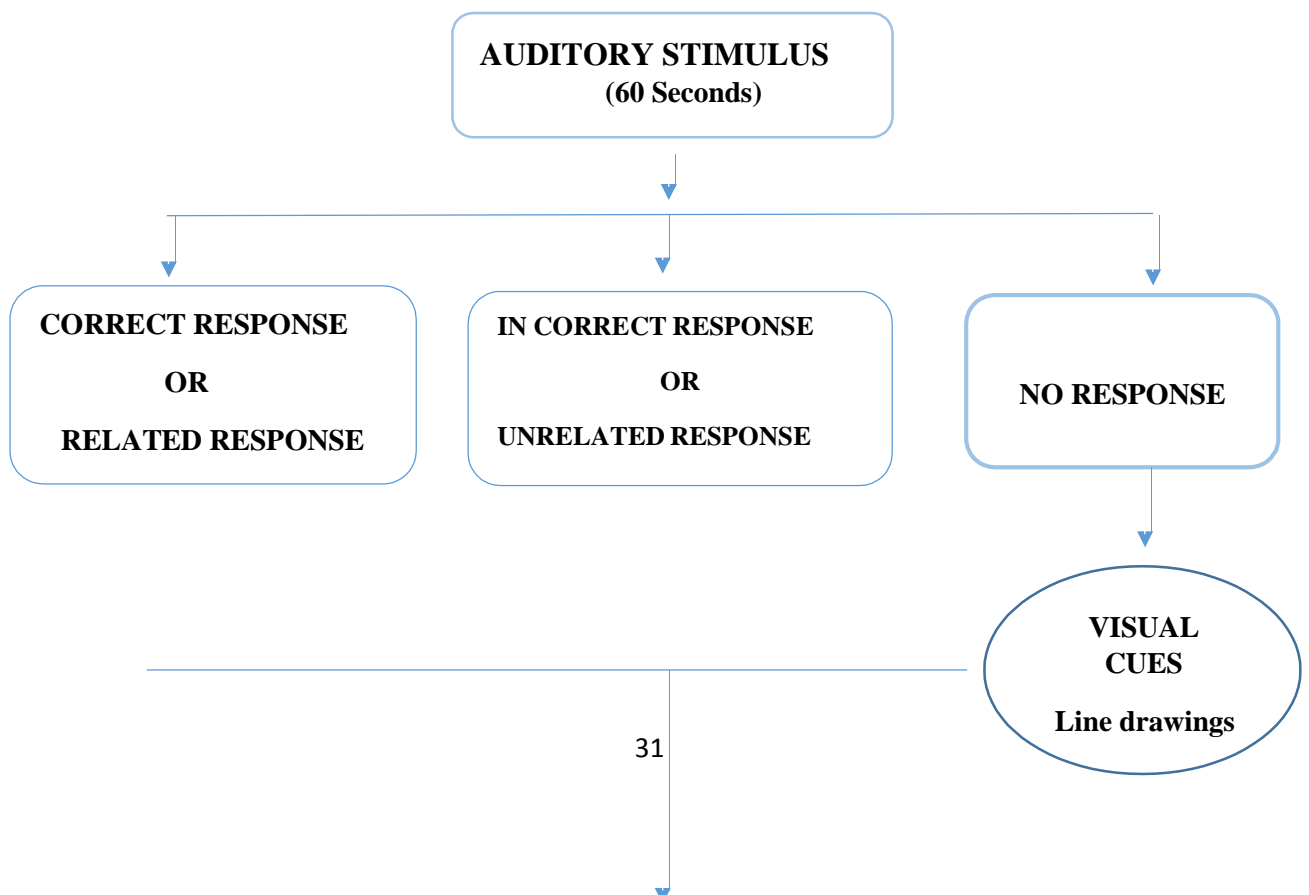 AUDITORY STIMULUS
(60 Seconds)
CORRECT RESPONSE
OR
RELATED RESPONSE
IN CORRECT RESPONSE
OR
UNRELATED RESPONSE
NO RESPONSE
VISUAL
CUES
Line drawings
31